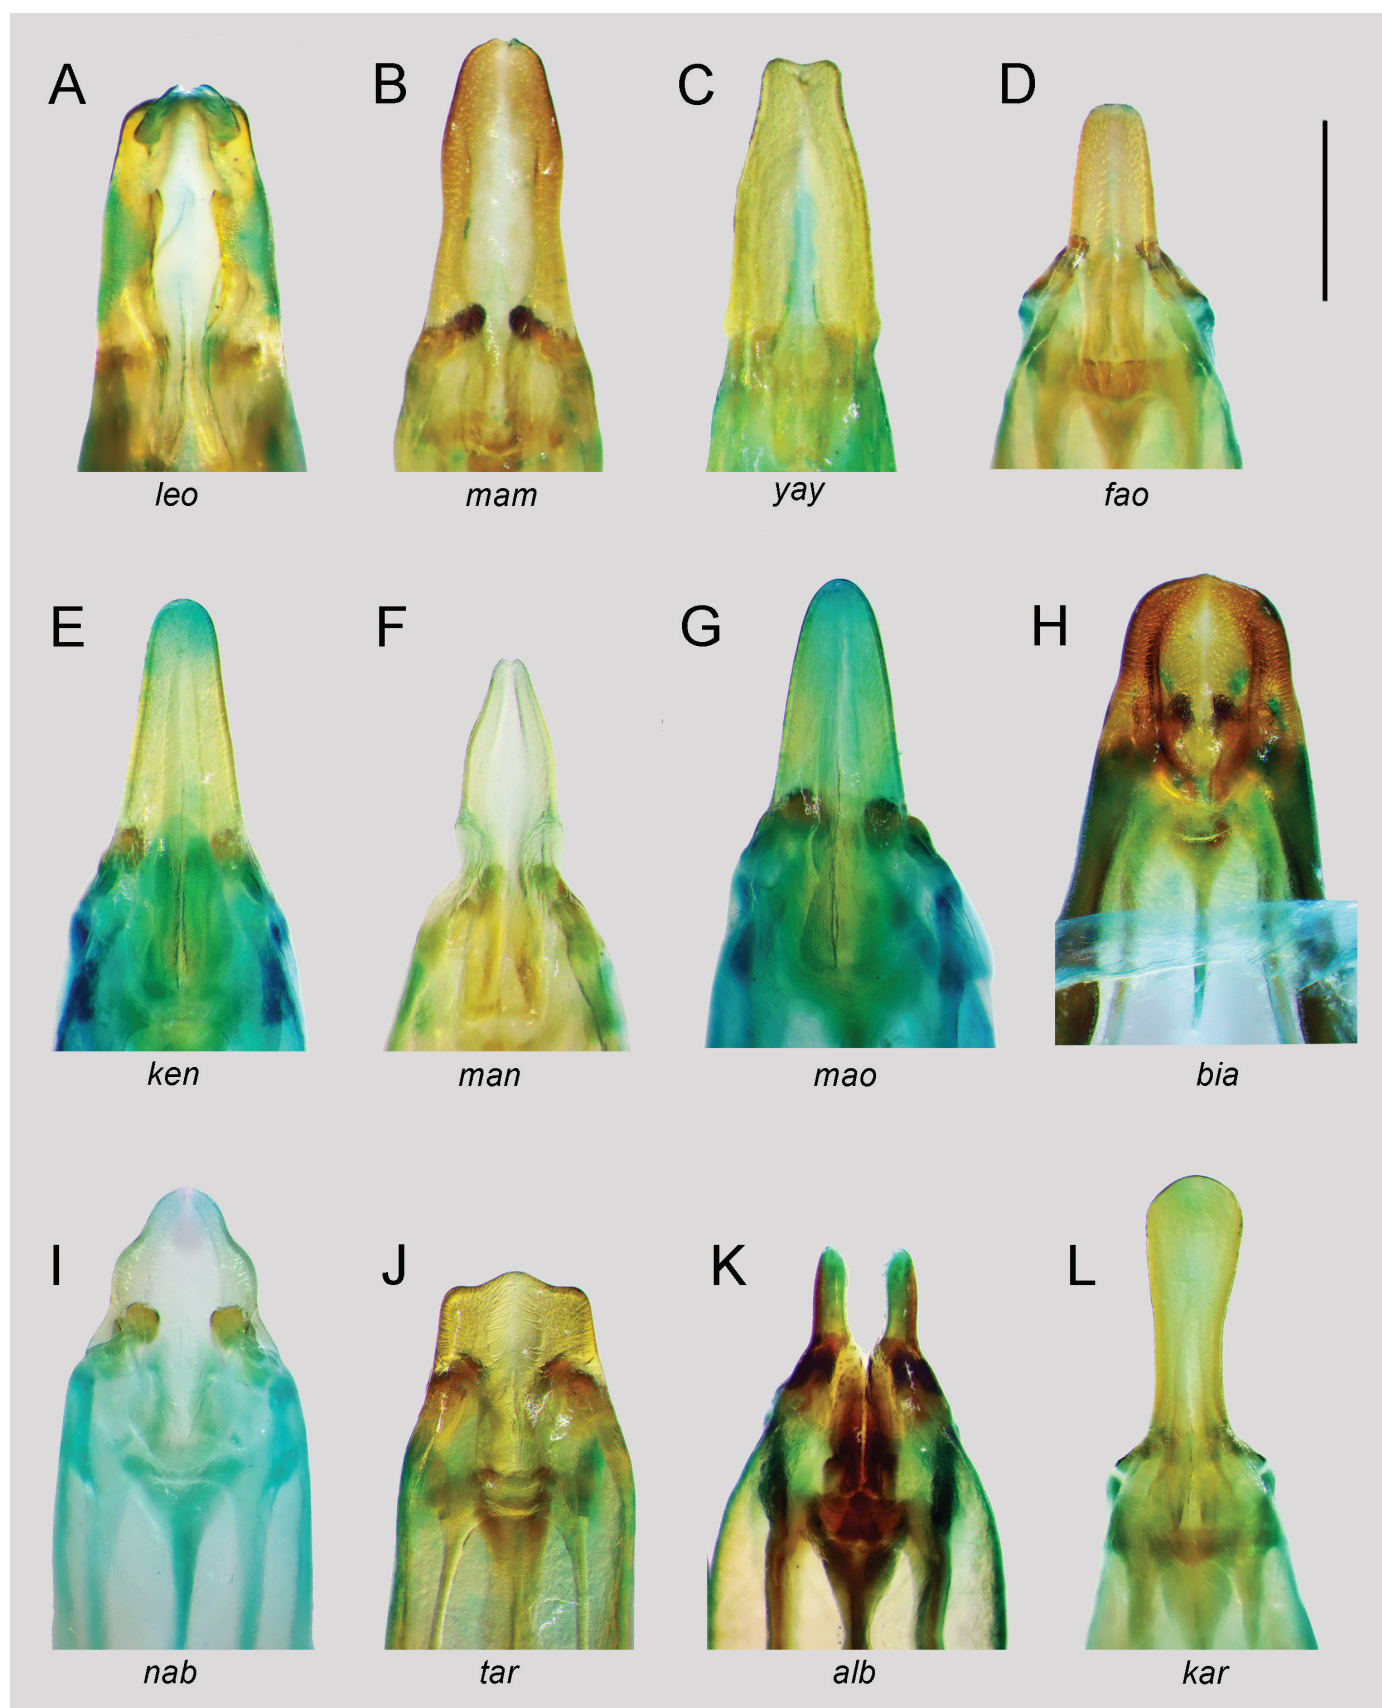 A B C D
leo mam yay fao
E F G H
ken man mao bia
I J K L
nab tar alb kar